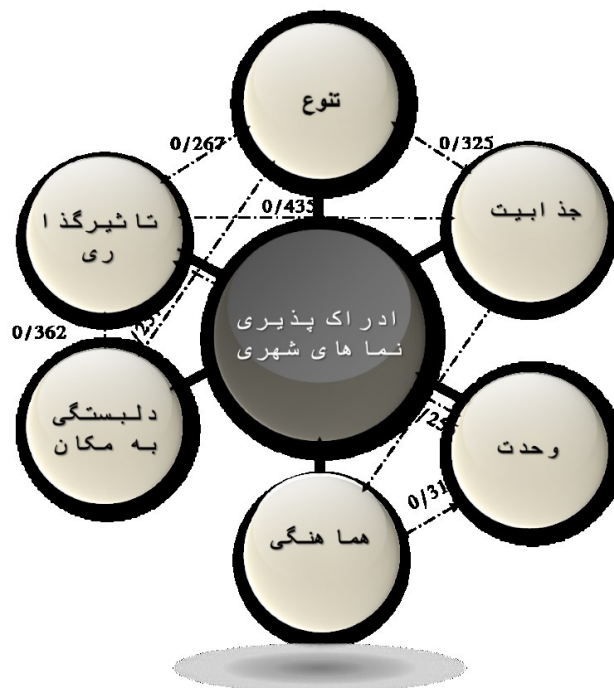 تنوع
0/267
0/325
تاثیرگذا
ری
0/435
جذابیت
ادراک پذیری
نما های شهری
0/362
دلبستگی
به مکان
وحدت
هماهنگی